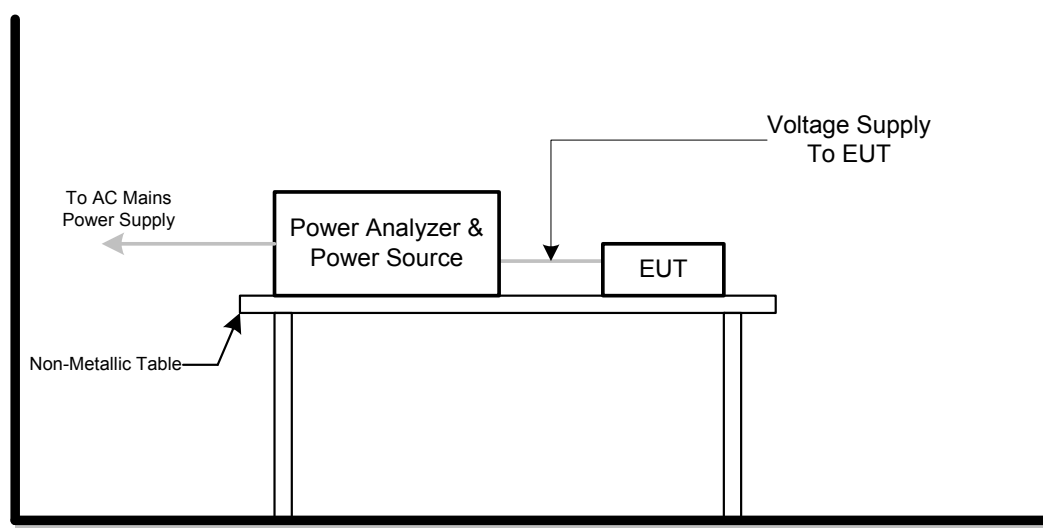 Voltage Supply
To EUT
To AC Mains
Power Supply
Power Analyzer &
Power Source
EUT
Non-Metallic Table